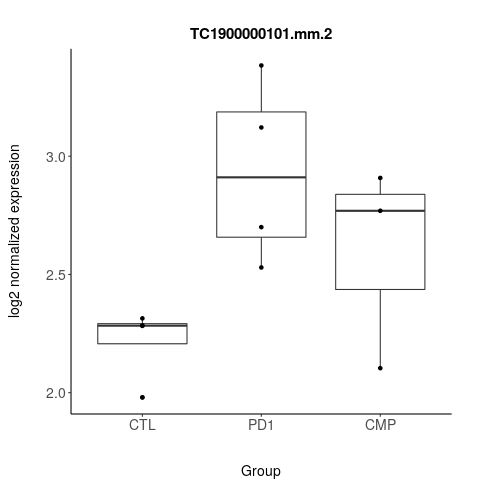 TC1900000101.mm.2
log2 normalized expression
3.0
2.5
2.0
CTL PD1 CMP
Group